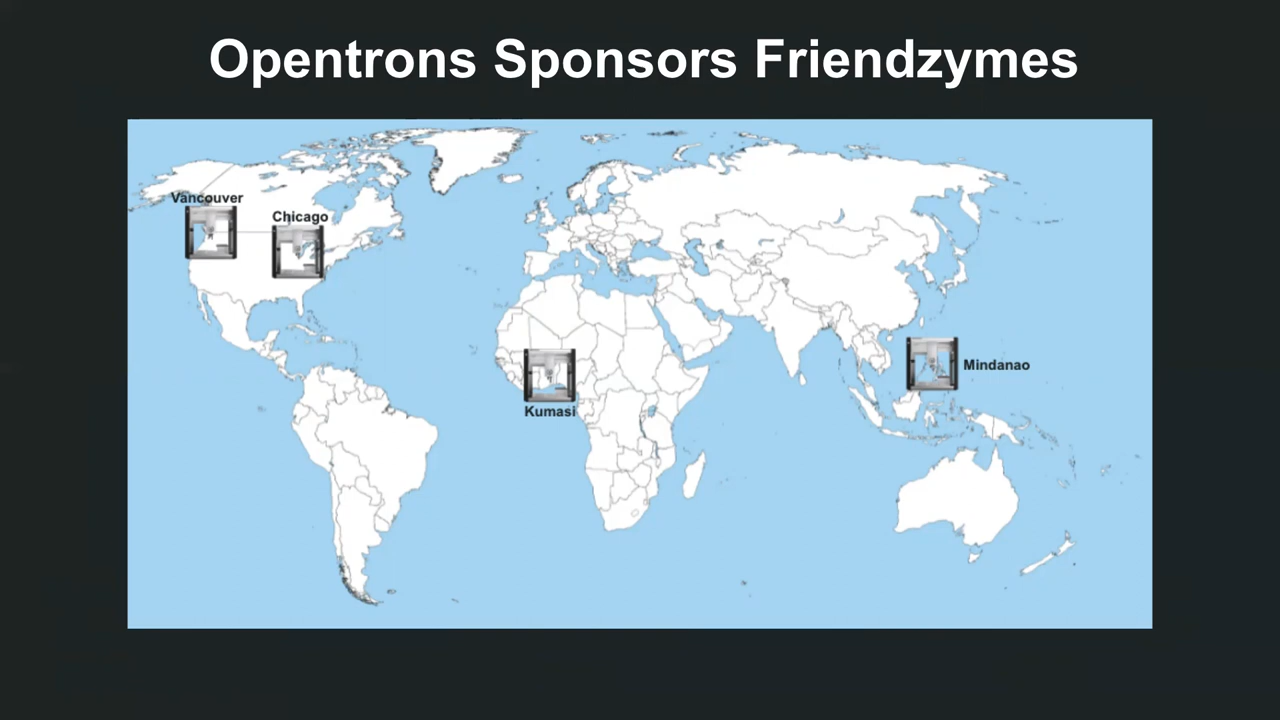 Opentrons Sponsors Friendzymes
Vancouver
Chicago
Mindanao
Kumasi